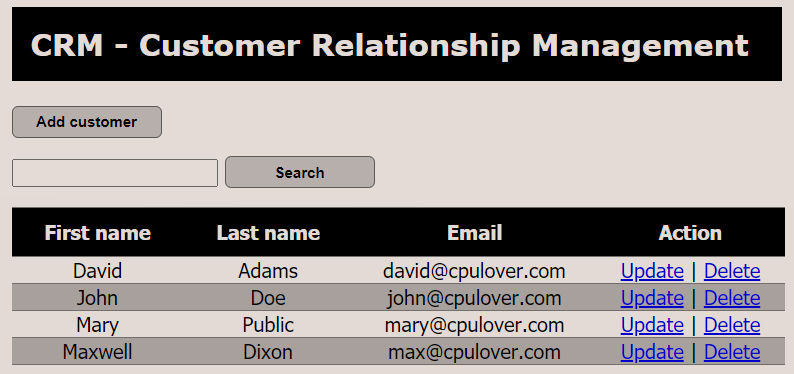 CRM - Customer Relationship Management
Add customer
Search
First name Last name Email Action
David Adams david@cpulover.com Update | Delete
John Doe john@cpulover.com Update | Delete
Mary Public mary@cpulover.com Update | Delete
Maxwell Dixon max@cpulover.com Update | Delete